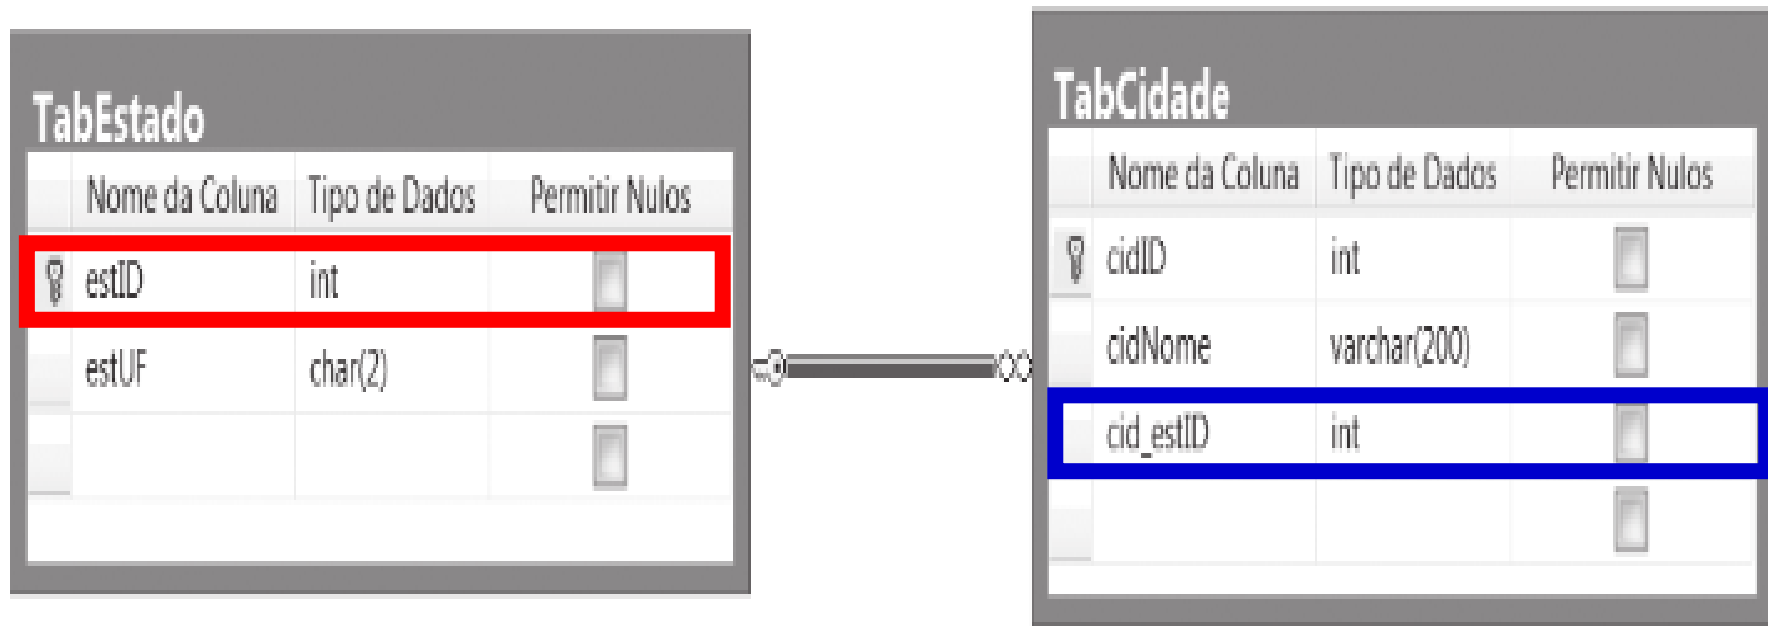 TabEstado
Nome da Coluna Tipo de Dados Permitir Nulos
estID int
estUF char(2)
TabCidade
Nome da Coluna Tipo de Dados Permitir Nulos
cidID int
cidNome varchar(200)
cid_estID int